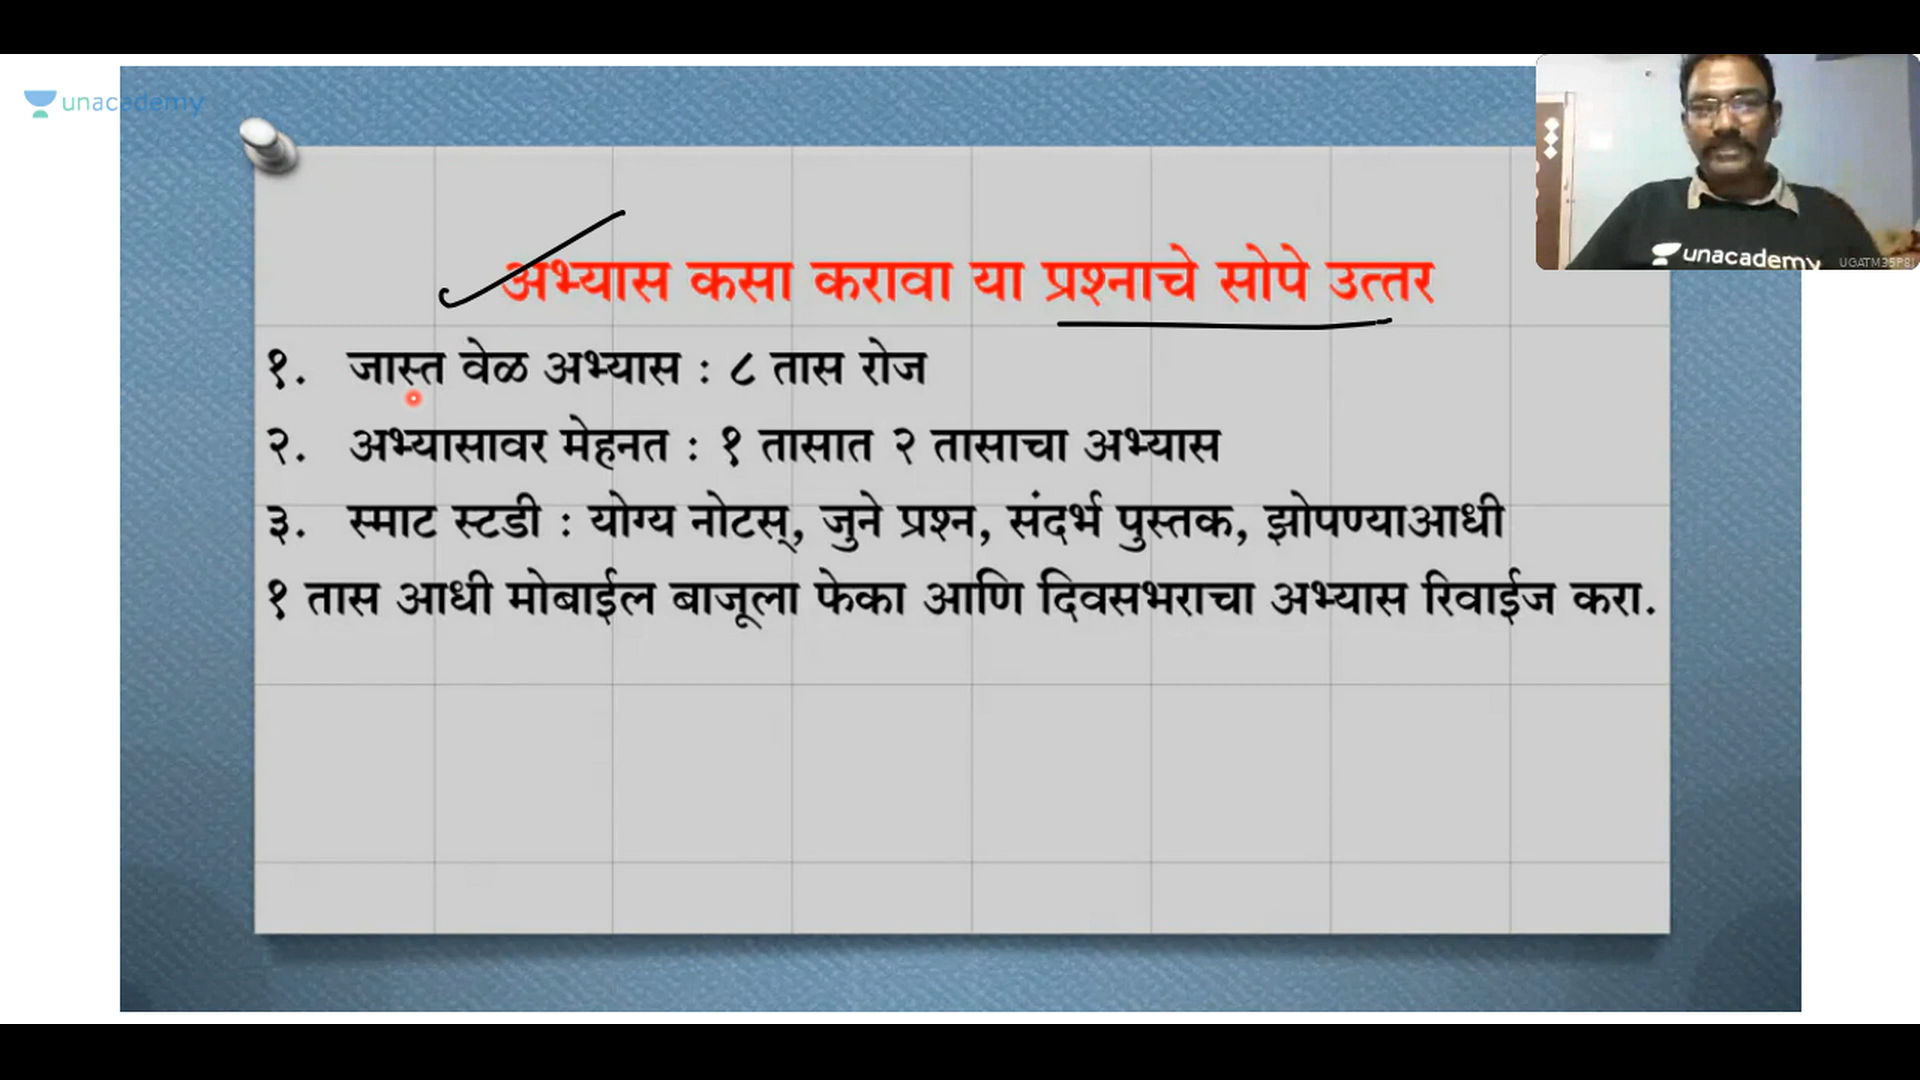 unacademy
अभ्यास कसा करावा या प्रश्नाचे सोपे उत्तर
१. जास्त वेळ अभ्यास : ८ तास रोज
२. अभ्यासावर मेहनत : १ तासात २ तासाचा अभ्यास
३. स्माट स्टडी : योग्य नोटस्, जुने प्रश्न, संदर्भ पुस्तक, झोपण्याआधी
१ तास आधी मोबाईल बाजूला फेका आणि दिवसभराचा अभ्यास रिवाईज करा.
unacademy
UGATM35P8I